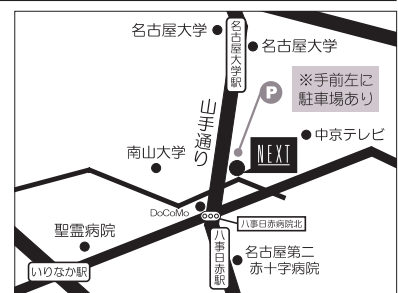 名古屋大学
名古屋大学
名古屋大学駅
P
※手前左に
駐車場あり
山手通り
中京テレビ
NEXT
南山大学
DoCoMo
八事日赤病院北
聖霊病院
八事日赤駅
名古屋第二
赤十字病院
いりなか駅